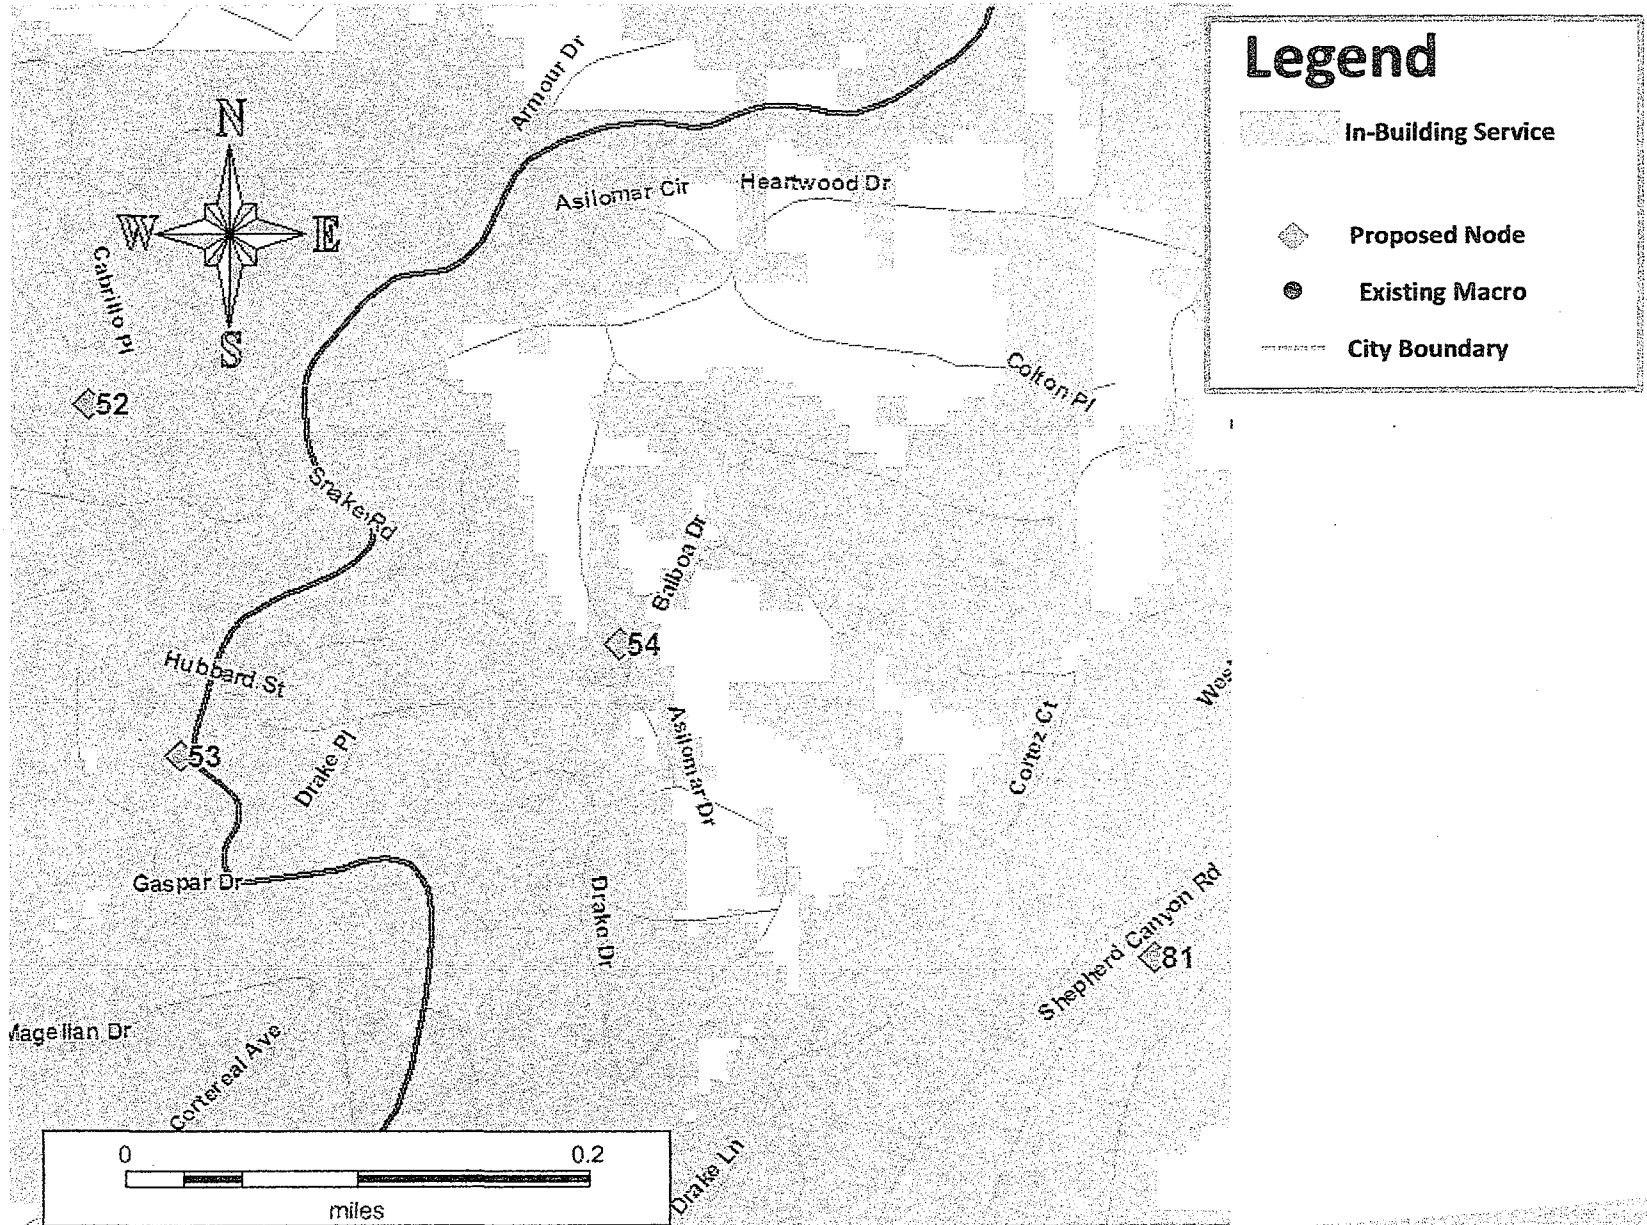 Legend
In-Building Service
Proposed Node
Existing Macro
City Boundary
N
W
E
S
Armour Dr
Asilomar Cir
Heartwood Dr
Cabrillo Pl
52
Colton Pl
Snake Rd
Balboa Dr
54
Hubbard St
53
Drake Pl
Asilomar Dr
Cortez Ct
Gaspar Dr
Drake Dr
Shepherd Canyon Rd
81
Magellan Dr
Cortereal Ave
Drake Ln
0
0.2
miles